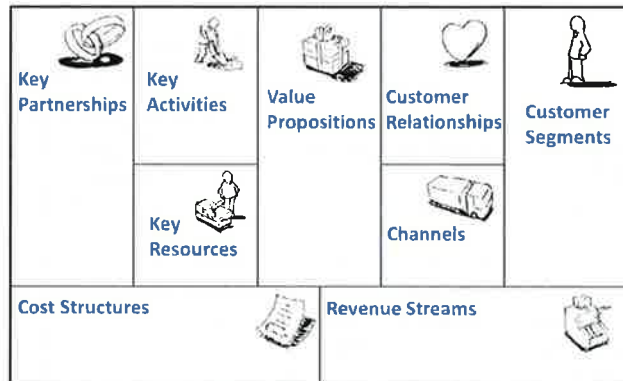 Key
Partnerships
Key
Activities
Value
Propositions
Customer
Relationships
Customer
Segments
Key
Resources
Channels
Cost Structures
Revenue Streams